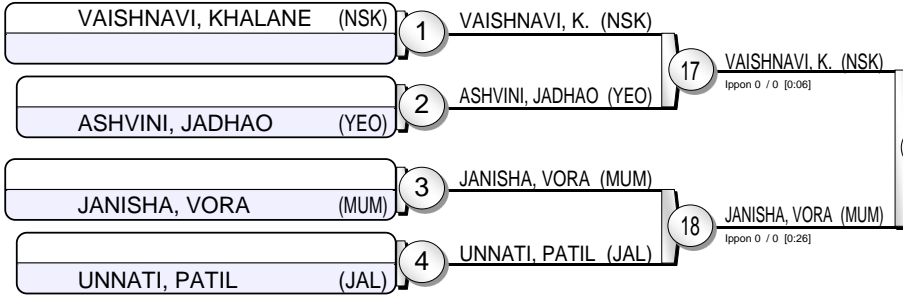 VAISHNAVI, KHALANE (NSK)
1
VAISHNAVI, K. (NSK)
17
VAISHNAVI, K. (NSK)
Ippon 0 / 0 [0:06]
2
ASHVINI, JADHAO (YEO)
ASHVINI, JADHAO (YEO)
3
JANISHA, VORA (MUM)
JANISHA, VORA (MUM)
18
JANISHA, VORA (MUM)
Ippon 0 / 0 [0:26]
4
UNNATI, PATIL (JAL)
UNNATI, PATIL (JAL)